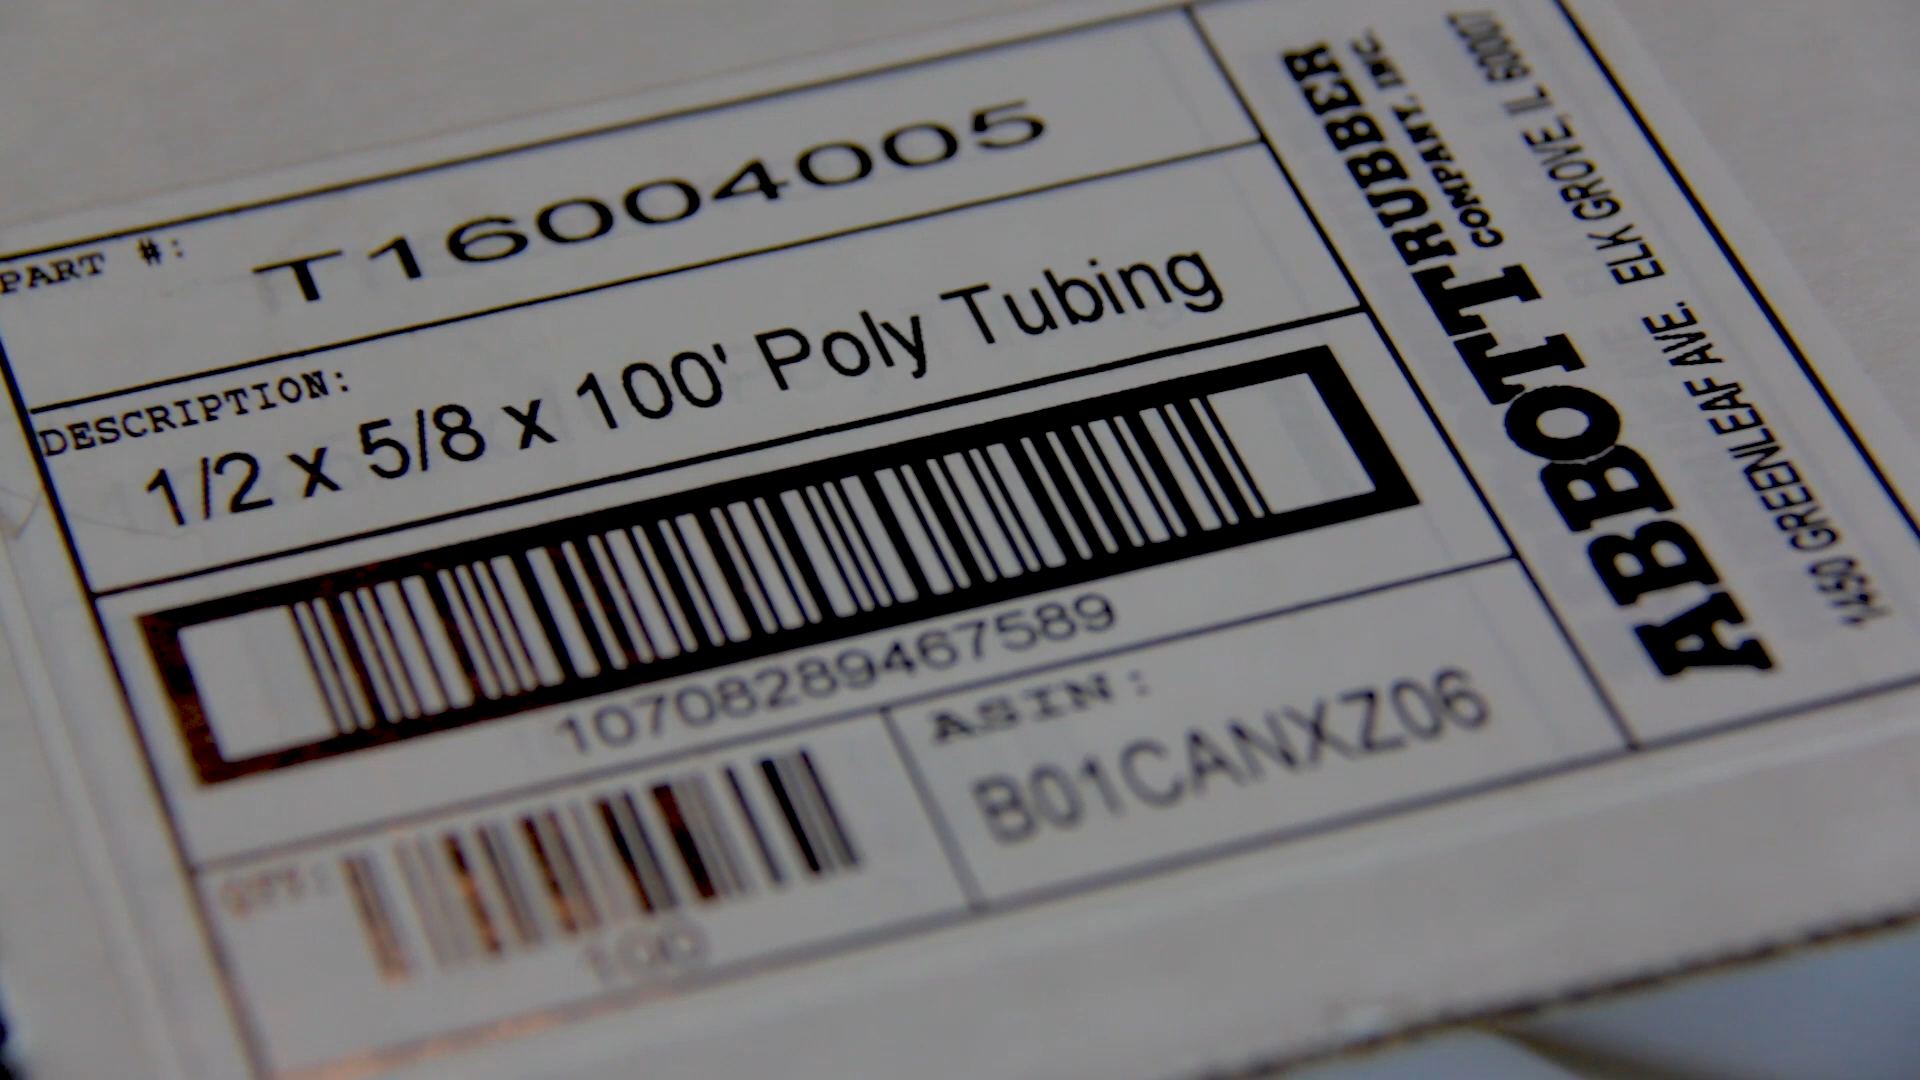 PART #:
T16004005
DESCRIPTION:
1/2 x 5/8 x 100' Poly Tubing
10708289467589
QTY:
100
ASIN:
B01CANXZ06
ABBOTT RUBBER
COMPANY, INC.
GREENLEAF AVE. ELK GROVE, IL 60007